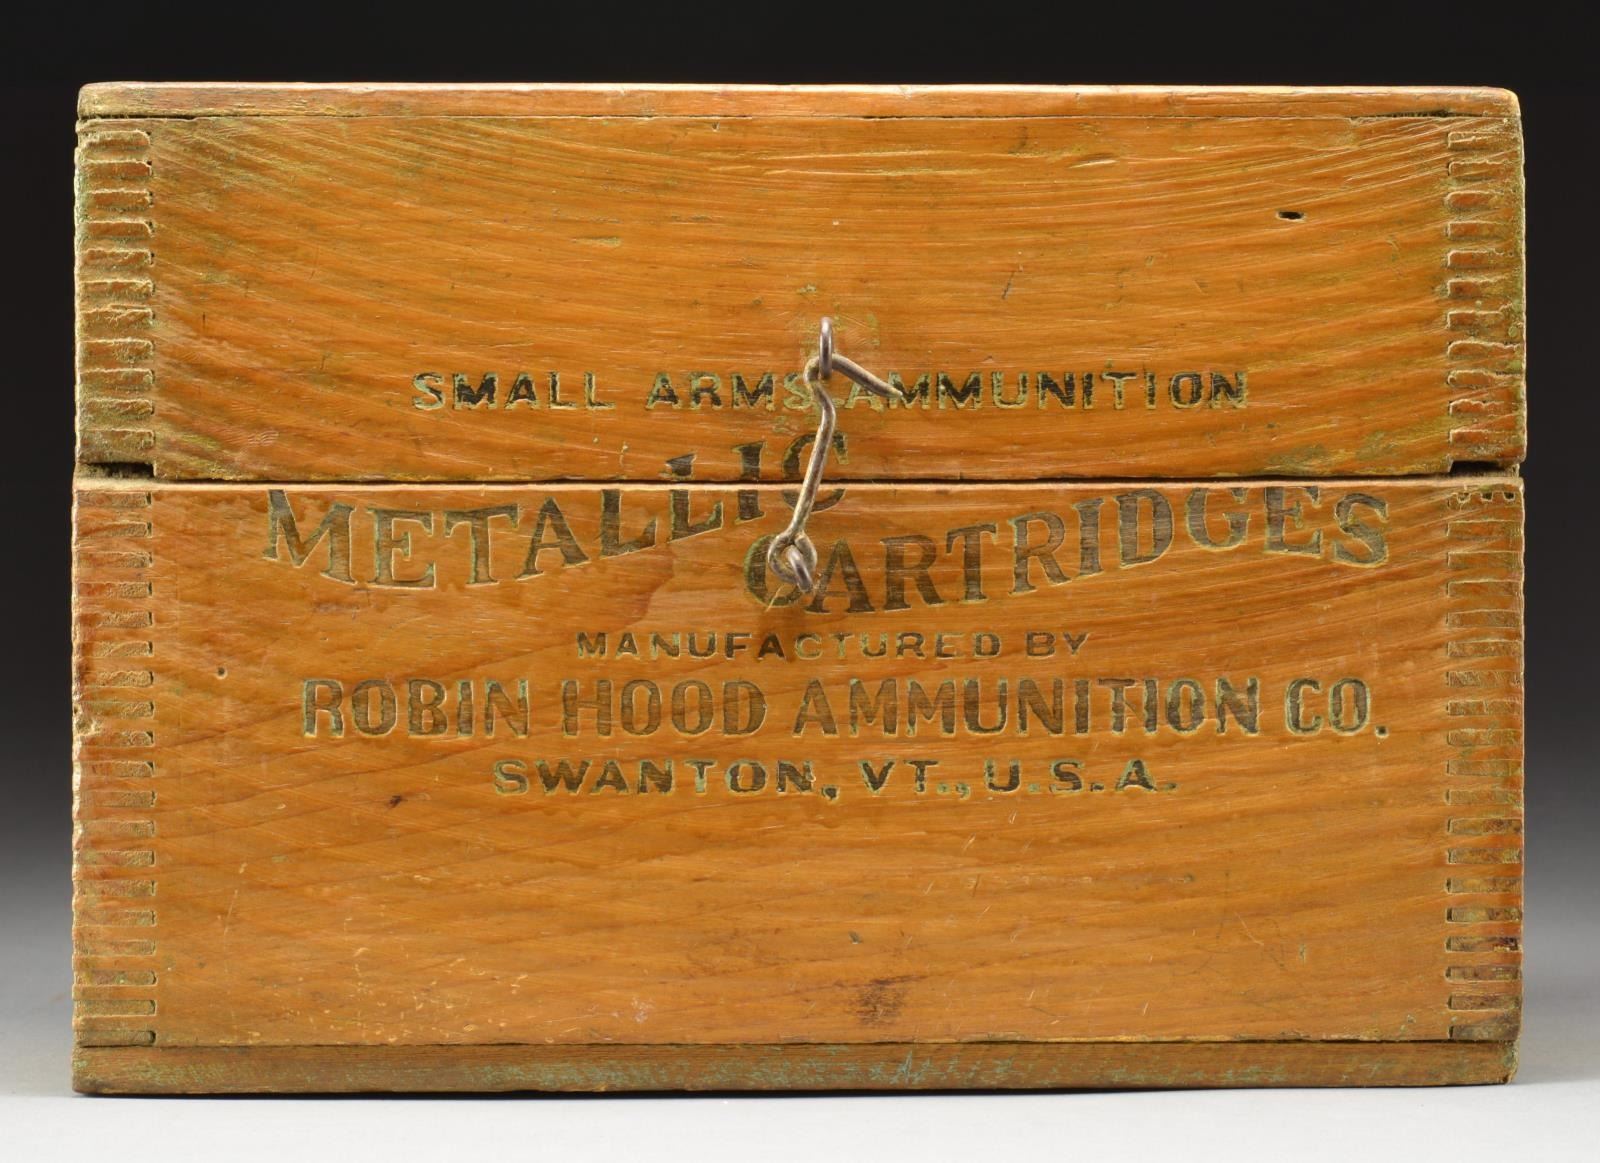 SMALL ARMS AMMUNITION
METALLIC CARTRIDGES
MANUFACTURED BY
ROBIN HOOD AMMUNITION CO.
SWANTON, VT., U.S.A.